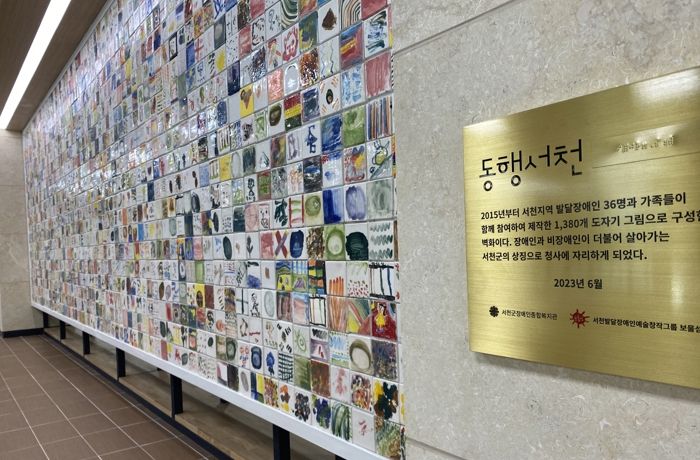 동행서천
2015년부터 서천지역 발달장애인 36명과 가족들이
함께 참여하여 제작한 1,380개 도자기 그림으로 구성한
벽화이다. 장애인과 비장애인이 더불어 살아가는
서천군의 상징으로 청사에 자리하게 되었다.
2023년 6월
서천군장애인종합복지관
서천발달장애인예술창작그룹 보물섬